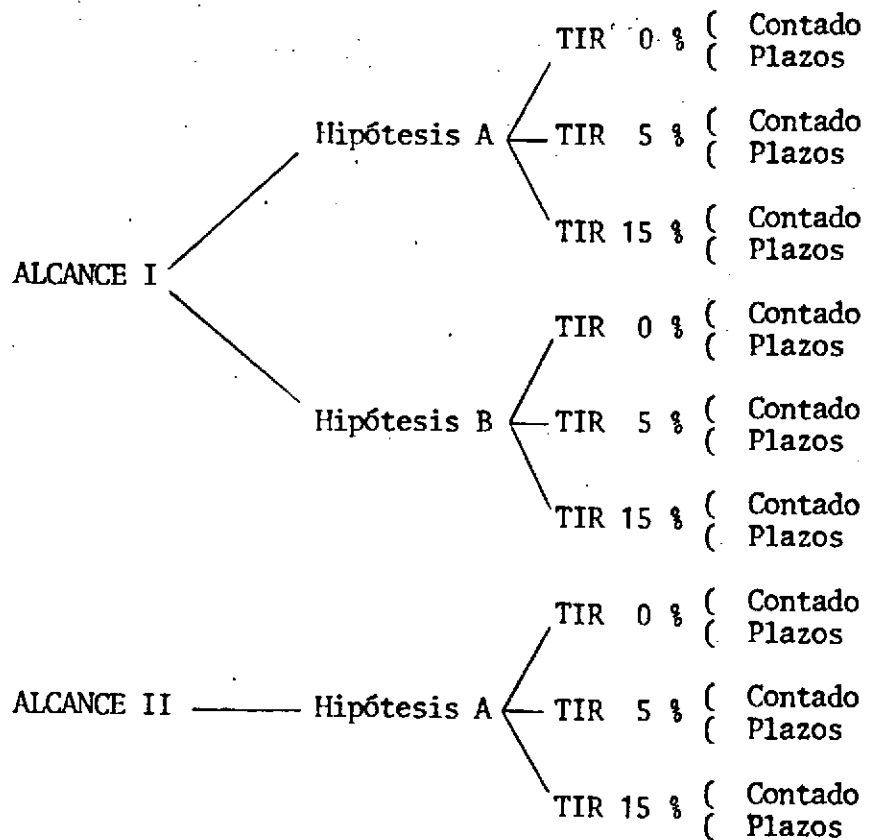 TIR 0 % ( Contado
( Plazos
Hipótesis A TIR 5 % ( Contado
( Plazos
TIR 15 % ( Contado
( Plazos
ALCANCE I
TIR 0 % ( Contado
( Plazos
Hipótesis B TIR 5 % ( Contado
( Plazos
TIR 15 % ( Contado
( Plazos
TIR 0 % ( Contado
( Plazos
ALCANCE II Hipótesis A TIR 5 % ( Contado
( Plazos
TIR 15 % ( Contado
( Plazos